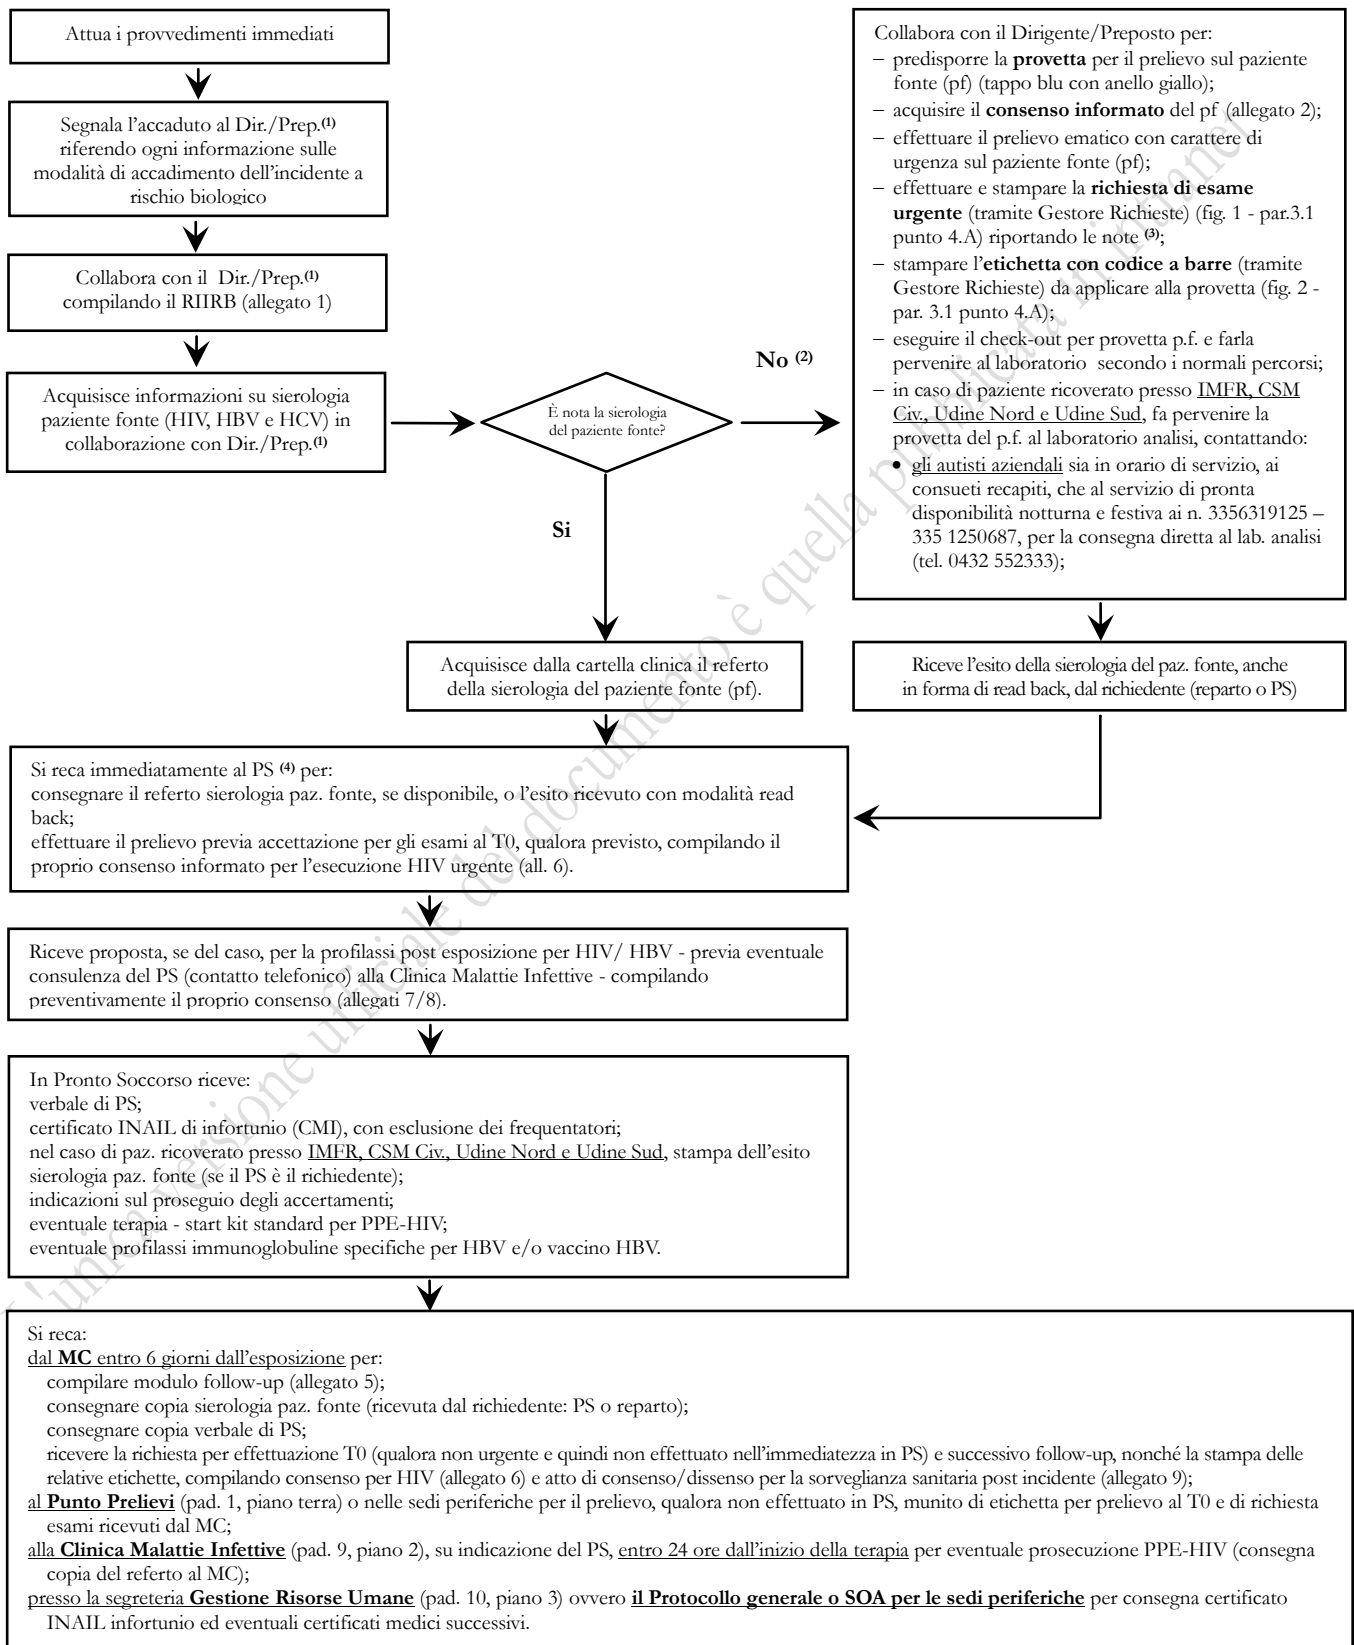 Attua i provvedimenti immediati
Segnala l'accaduto al Dir./Prep.(1)
riferendo ogni informazione sulle
modalità di accadimento dell'incidente a
rischio biologico
Collabora con il Dir./Prep.(1)
compilando il RIIRB (allegato 1)
Acquisisce informazioni su sierologia
paziente fonte (HIV, HBV e HCV) in
collaborazione con Dir./Prep.(1)
È nota la sierologia
del paziente fonte?
No (2)
Si
Collabora con il Dirigente/Preposto per:
– predisporre la provetta per il prelievo sul paziente
fonte (pf) (tappo blu con anello giallo);
– acquisire il consenso informato del pf (allegato 2);
– effettuare il prelievo ematico con carattere di
urgenza sul paziente fonte (pf);
– effettuare e stampare la richiesta di esame
urgente (tramite Gestore Richieste) (fig. 1 - par.3.1
punto 4.A) riportando le note (3);
– stampare l'etichetta con codice a barre (tramite
Gestore Richieste) da applicare alla provetta (fig. 2 -
par. 3.1 punto 4.A);
– eseguire il check-out per provetta p.f. e farla
pervenire al laboratorio secondo i normali percorsi;
– in caso di paziente ricoverato presso IMFR, CSM
Civ., Udine Nord e Udine Sud, fa pervenire la
provetta del p.f. al laboratorio analisi, contattando:
• gli autisti aziendali sia in orario di servizio, ai
consueti recapiti, che al servizio di pronta
disponibilità notturna e festiva ai n. 3356319125 –
335 1250687, per la consegna diretta al lab. analisi
(tel. 0432 552333);
Acquisisce dalla cartella clinica il referto
della sierologia del paziente fonte (pf).
Riceve l'esito della sierologia del paz. fonte, anche
in forma di read back, dal richiedente (reparto o PS)
Si reca immediatamente al PS (4) per:
consegnare il referto sierologia paz. fonte, se disponibile, o l'esito ricevuto con modalità read
back;
effettuare il prelievo previa accettazione per gli esami al T0, qualora previsto, compilando il
proprio consenso informato per l'esecuzione HIV urgente (all. 6).
Riceve proposta, se del caso, per la profilassi post esposizione per HIV/ HBV - previa eventuale
consulenza del PS (contatto telefonico) alla Clinica Malattie Infettive - compilando
preventivamente il proprio consenso (allegati 7/8).
In Pronto Soccorso riceve:
verbale di PS;
certificato INAIL di infortunio (CMI), con esclusione dei frequentatori;
nel caso di paz. ricoverato presso IMFR, CSM Civ., Udine Nord e Udine Sud, stampa dell'esito
sierologia paz. fonte (se il PS è il richiedente);
indicazioni sul proseguio degli accertamenti;
eventuale terapia - start kit standard per PPE-HIV;
eventuale profilassi immunoglobuline specifiche per HBV e/o vaccino HBV.
Si reca:
dal MC entro 6 giorni dall'esposizione per:
compilare modulo follow-up (allegato 5);
consegnare copia sierologia paz. fonte (ricevuta dal richiedente: PS o reparto);
consegnare copia verbale di PS;
ricevere la richiesta per effettuazione T0 (qualora non urgente e quindi non effettuato nell'immediatezza in PS) e successivo follow-up, nonché la stampa delle
relative etichette, compilando consenso per HIV (allegato 6) e atto di consenso/dissenso per la sorveglianza sanitaria post incidente (allegato 9);
al Punto Prelievi (pad. 1, piano terra) o nelle sedi periferiche per il prelievo, qualora non effettuato in PS, munito di etichetta per prelievo al T0 e di richiesta
esami ricevuti dal MC;
alla Clinica Malattie Infettive (pad. 9, piano 2), su indicazione del PS, entro 24 ore dall'inizio della terapia per eventuale prosecuzione PPE-HIV (consegna
copia del referto al MC);
presso la segreteria Gestione Risorse Umane (pad. 10, piano 3) ovvero il Protocollo generale o SOA per le sedi periferiche per consegna certificato
INAIL infortunio ed eventuali certificati medici successivi.
L'unica versione ufficiale del documento è quella pubblicata in intranet